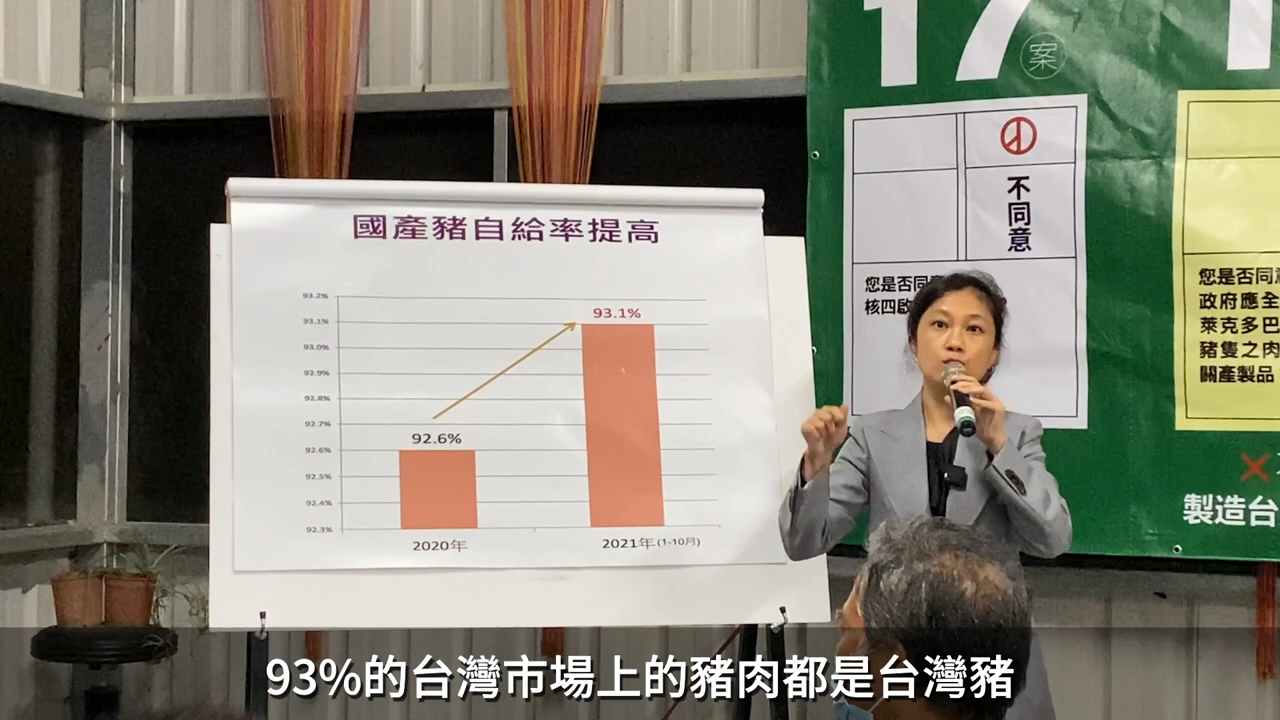 國產豬自給率提高
93.2%
93.1%
93.0%
92.9%
92.8%
92.7%
92.6%
92.5%
92.4%
92.3%
92.6%
93.1%
2020年
2021年(1-10月)
17案
不同意
您是否同意
核四啟
您是否同意
政府應全
萊克多巴
豬隻之肉
關產製品
製造台
93%的台灣市場上的豬肉都是台灣豬